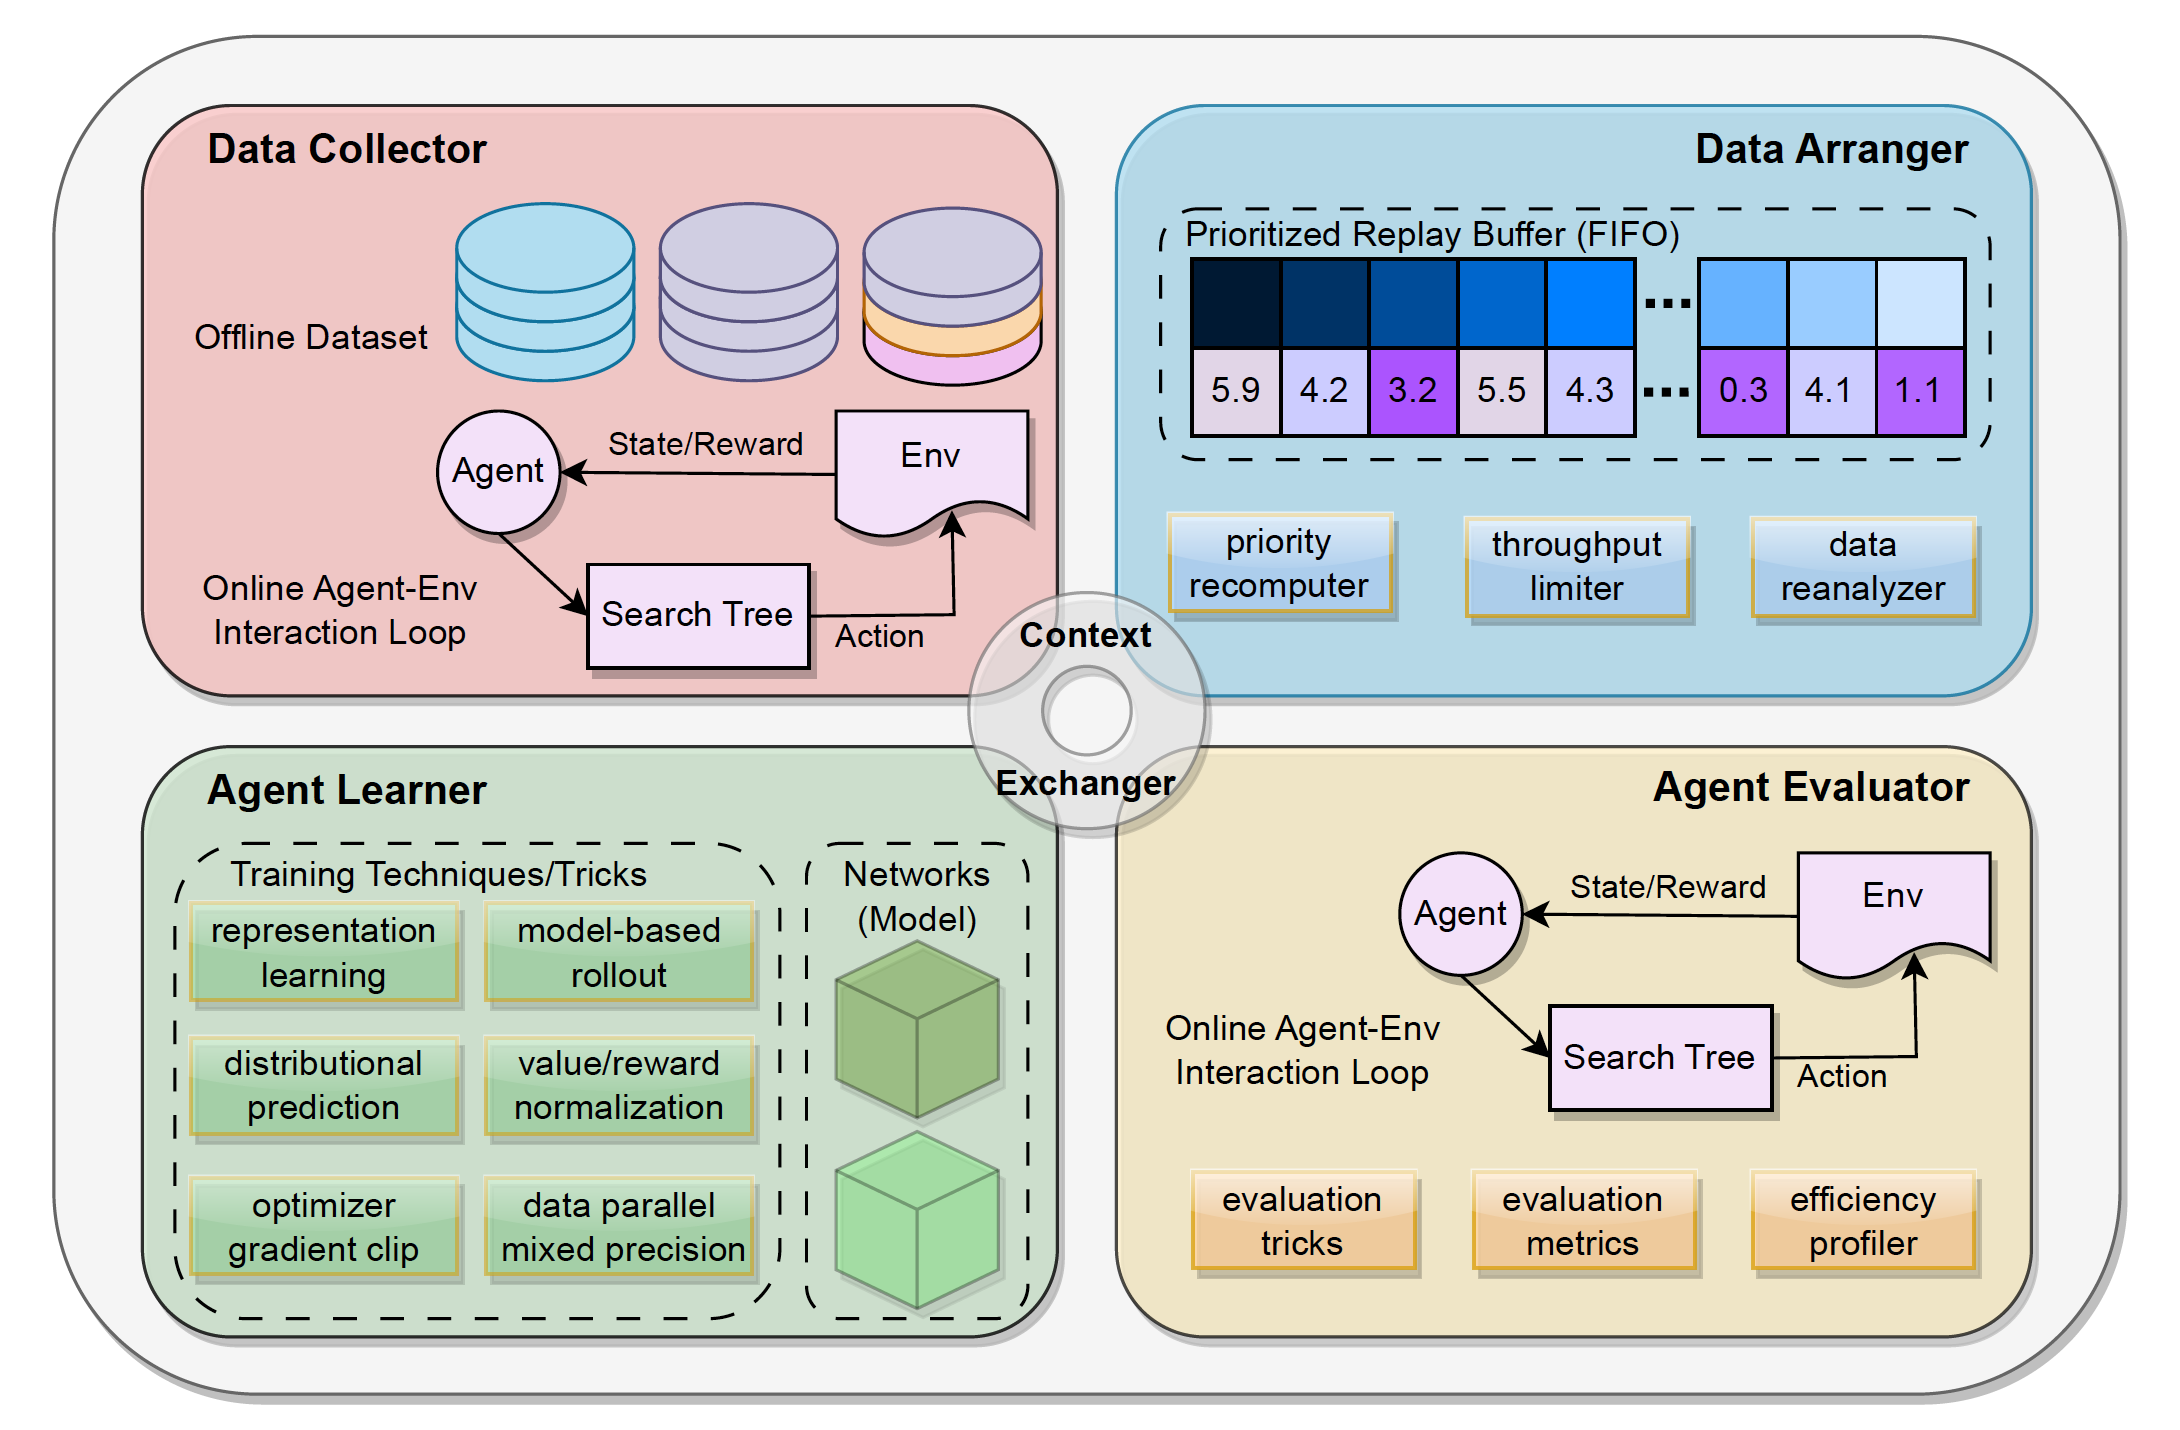 Data Collector
Offline Dataset
Agent
State/Reward
Env
Online Agent-Env
Interaction Loop
Search Tree
Action
Data Arranger
Prioritized Replay Buffer (FIFO)
...
5.9 4.2 3.2 5.5 4.3 ... 0.3 4.1 1.1
priority
recomputer
throughput
limiter
data
reanalyzer
Context
Exchanger
Agent Learner
Training Techniques/Tricks
representation
learning
model-based
rollout
distributional
prediction
value/reward
normalization
optimizer
gradient clip
data parallel
mixed precision
Networks
(Model)
Agent Evaluator
Agent
State/Reward
Env
Online Agent-Env
Interaction Loop
Search Tree
Action
evaluation
tricks
evaluation
metrics
efficiency
profiler